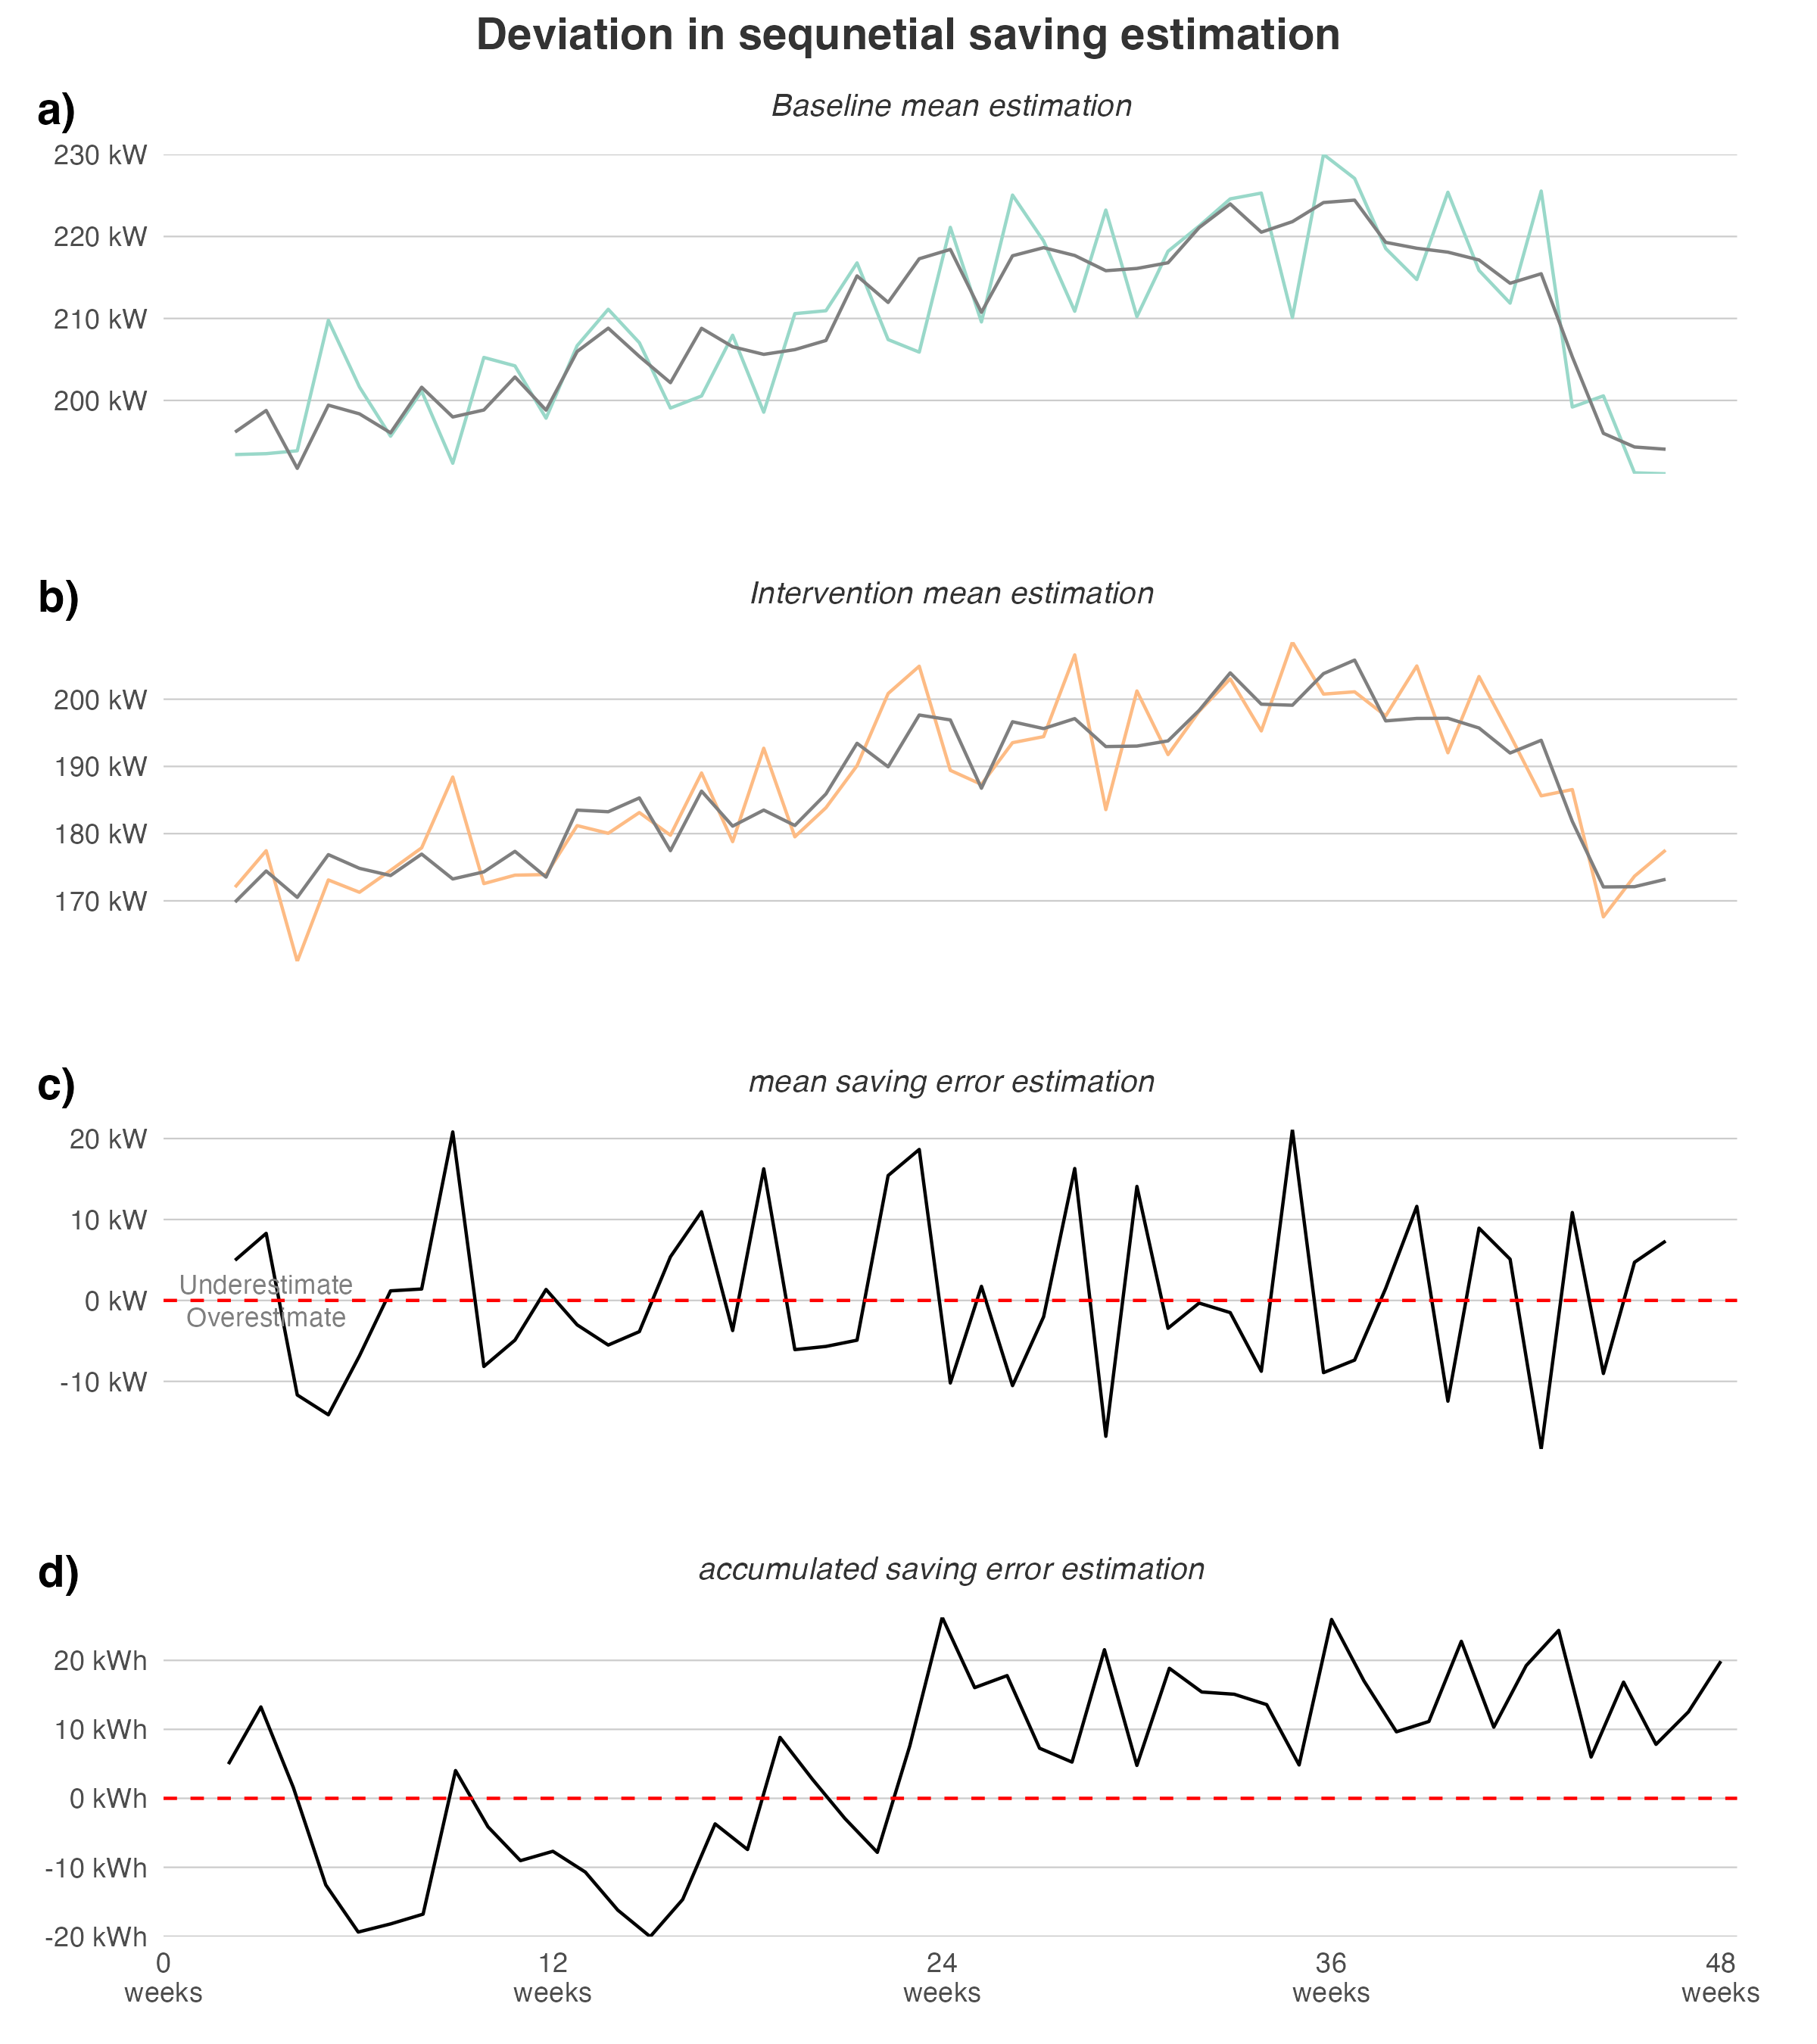 Deviation in sequnetial saving estimation
a)
Baseline mean estimation
230 kW
220 kW
210 kW
200 kW
b)
Intervention mean estimation
200 kW
190 kW
180 kW
170 kW
c)
mean saving error estimation
20 kW
10 kW
Underestimate
0 kW
Overestimate
-10 kW
d)
accumulated saving error estimation
20 kWh
10 kWh
0 kWh
-10 kWh
-20 kWh
0 12 24 36 48
weeks weeks weeks weeks weeks